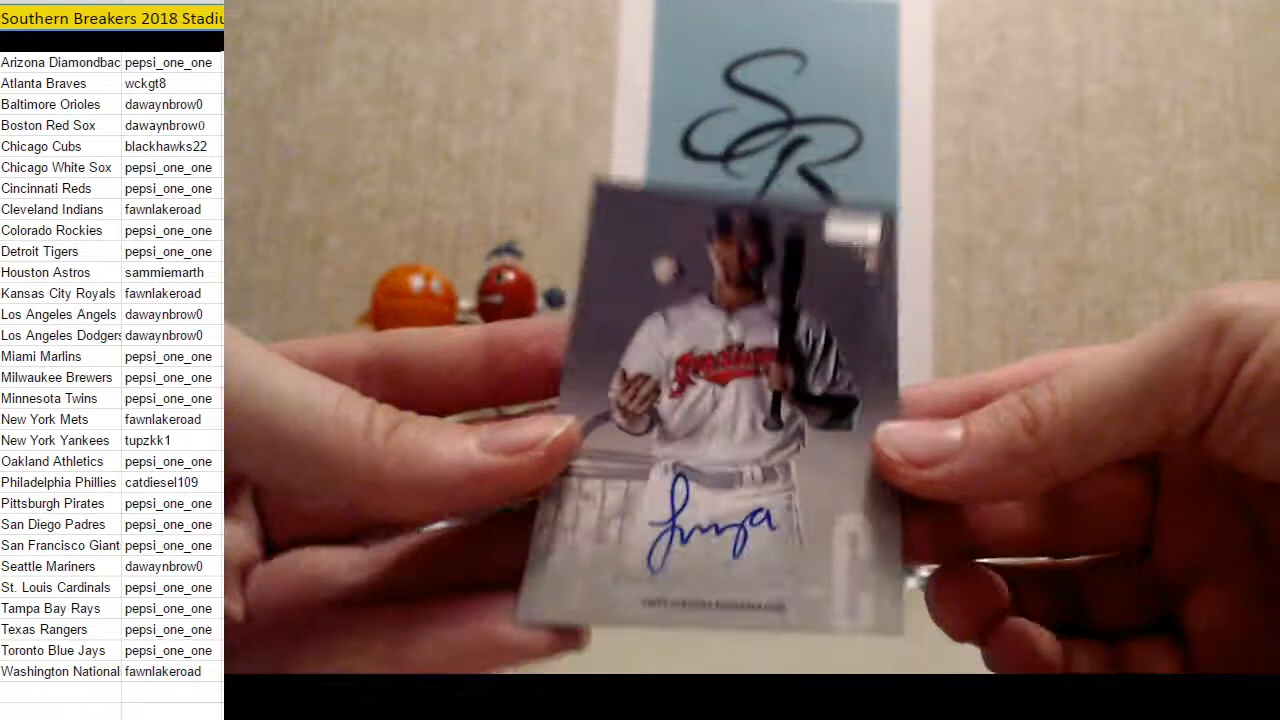 Southern Breakers 2018 Stadiu
Arizona Diamondbac pepsi_one_one
Atlanta Braves wckgt8
Baltimore Orioles dawaynbrow0
Boston Red Sox dawaynbrow0
Chicago Cubs blackhawks22
Chicago White Sox pepsi_one_one
Cincinnati Reds pepsi_one_one
Cleveland Indians fawnlakeroad
Colorado Rockies pepsi_one_one
Detroit Tigers pepsi_one_one
Houston Astros sammiemarth
Kansas City Royals fawnlakeroad
Los Angeles Angels dawaynbrow0
Los Angeles Dodgers dawaynbrow0
Miami Marlins pepsi_one_one
Milwaukee Brewers pepsi_one_one
Minnesota Twins pepsi_one_one
New York Mets fawnlakeroad
New York Yankees tupzkk1
Oakland Athletics pepsi_one_one
Philadelphia Phillies catdiesel109
Pittsburgh Pirates pepsi_one_one
San Diego Padres pepsi_one_one
San Francisco Giant pepsi_one_one
Seattle Mariners dawaynbrow0
St. Louis Cardinals pepsi_one_one
Tampa Bay Rays pepsi_one_one
Texas Rangers pepsi_one_one
Toronto Blue Jays pepsi_one_one
Washington National fawnlakeroad
SR
Indians